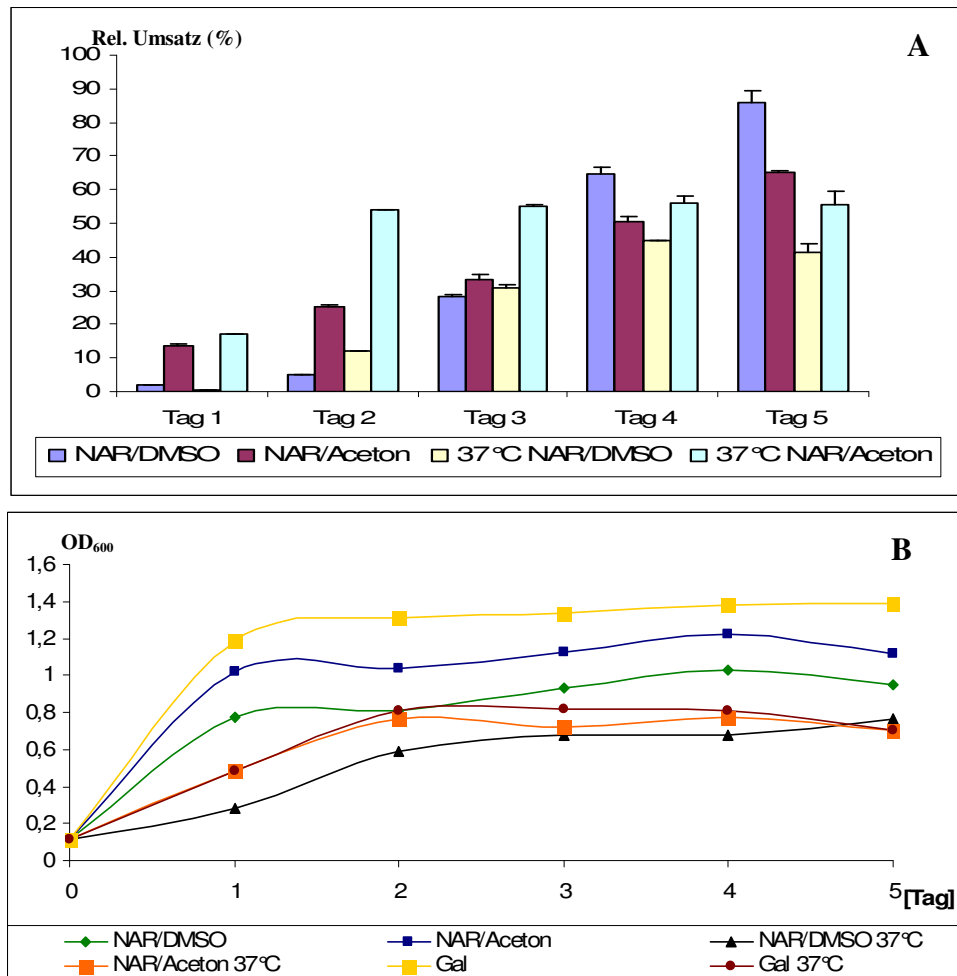 Rel. Umsatz (%)
A
100
90
80
70
60
50
40
30
20
10
0
Tag 1 Tag 2 Tag 3 Tag 4 Tag 5
NAR/DMSO NAR/Aceton 37°C NAR/DMSO 37°C NAR/Aceton
OD600
B
1,6
1,4
1,2
1
0,8
0,6
0,4
0,2
0
0 1 2 3 4 5 [Tag]
NAR/DMSO NAR/Aceton NAR/DMSO 37°C
NAR/Aceton 37°C Gal Gal 37°C